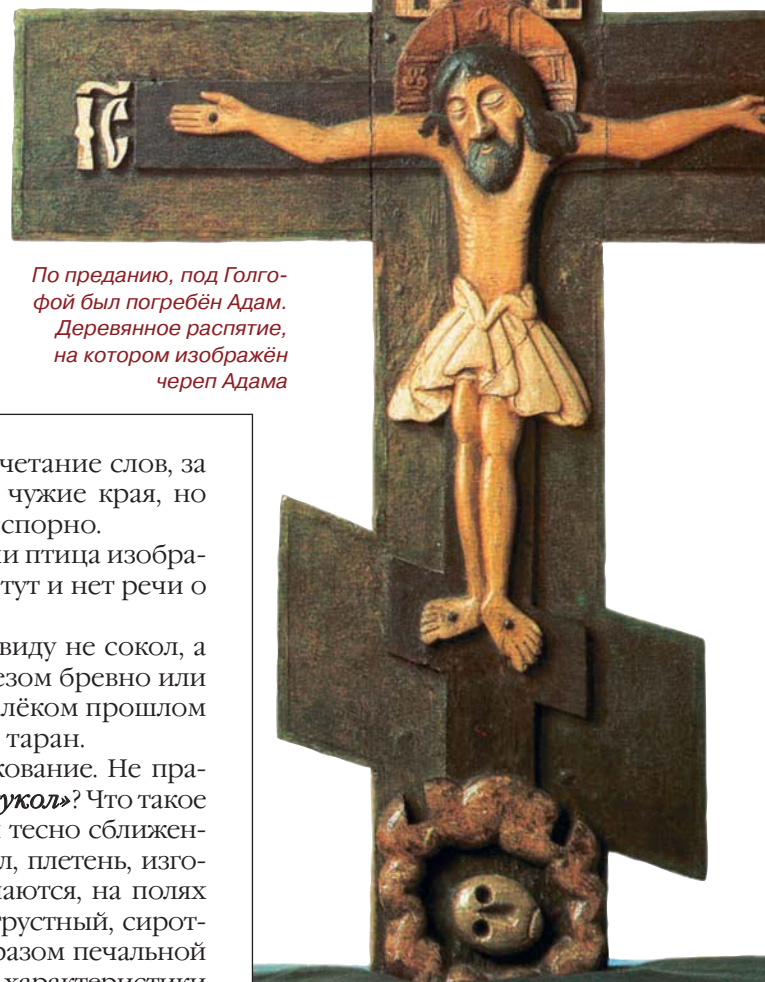 ІС
По преданию, под Голго-
фой был погребён Адам.
Деревянное распятие,
на котором изображён
череп Адама
четание слов, за
чужие края, но
спорно.
и птица изобра-
тут и нет речи о
виду не сокол, а
езом бревно или
лёком прошлом
таран.
кование. Не пра-
укол»? Что такое
тесно сближен-
л, плетень, изго-
аются, на полях
грустный, сирот-
разом печальной
характеристики